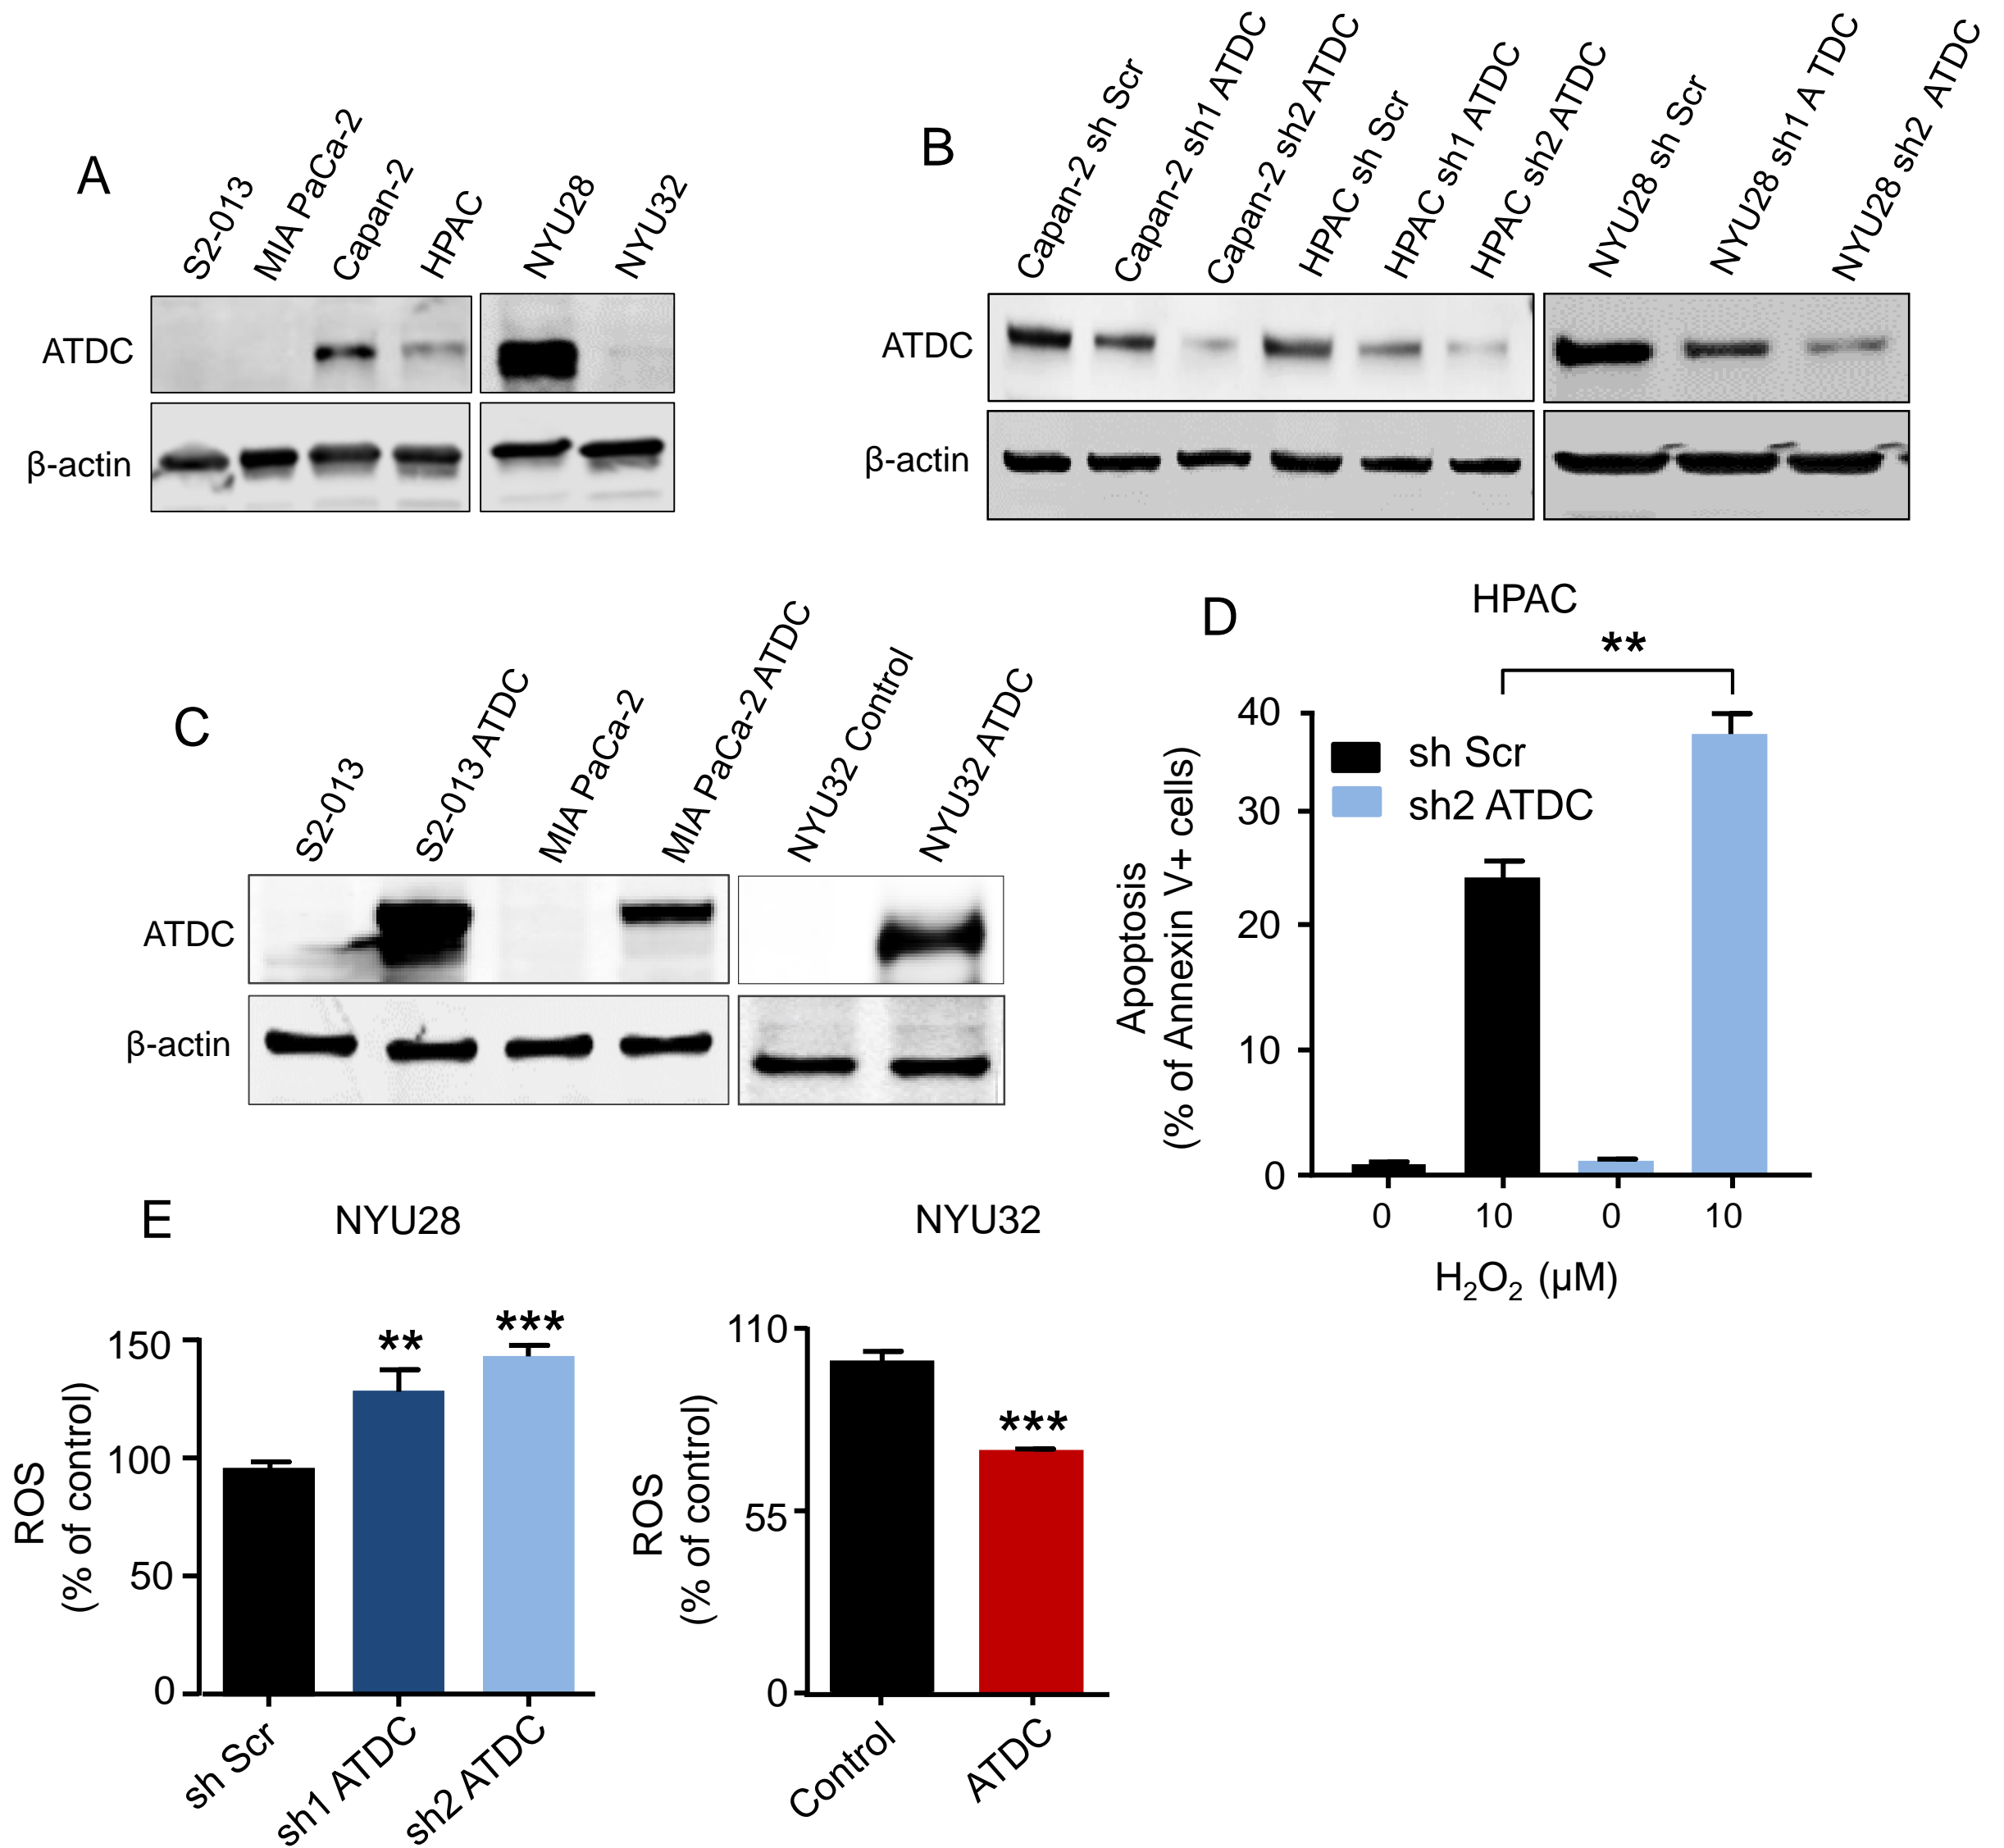 A
S2-013
MIA PaCa-2
Capan-2
HPAC
NYU28
NYU32
ATDC
β-actin
B
Capan-2 sh Scr
Capan-2 sh1 ATDC
Capan-2 sh2 ATDC
HPAC sh Scr
HPAC sh1 ATDC
HPAC sh2 ATDC
NYU28 sh Scr
NYU28 sh1 A TDC
NYU28 sh2 ATDC
ATDC
β-actin
C
S2-013
S2-013 ATDC
MIA PaCa-2
MIA PaCa-2 ATDC
NYU32 Control
NYU32 ATDC
ATDC
β-actin
D
HPAC
**
sh Scr
sh2 ATDC
Apoptosis
(% of Annexin V+ cells)
40
30
20
10
0
0 10 0 10
H₂O₂ (μM)
E
NYU28
ROS
(% of control)
150
100
50
0
**
***
sh Scr
sh1 ATDC
sh2 ATDC
NYU32
ROS
(% of control)
110
55
0
***
Control
ATDC